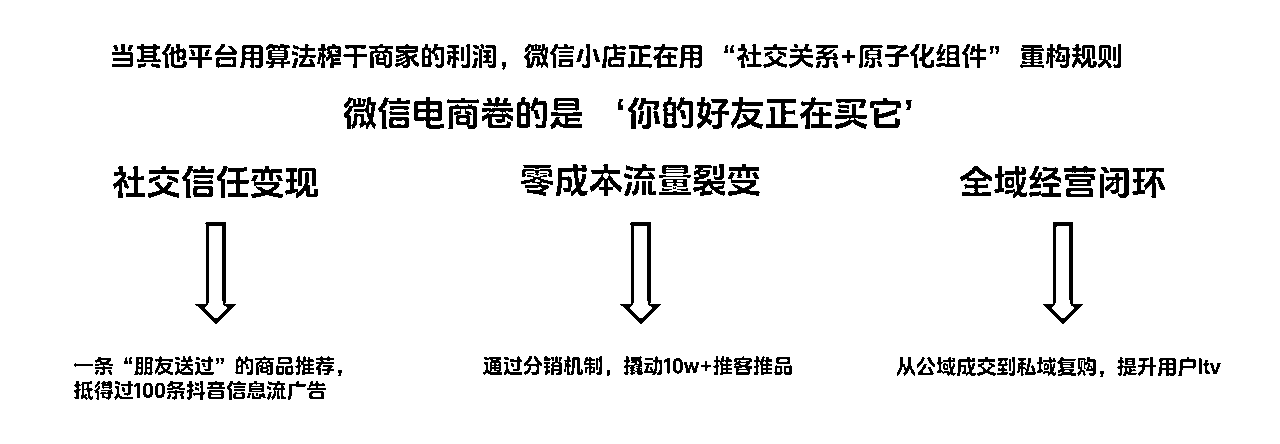 当其他平台用算法榨干商家的利润，微信小店正在用 “社交关系+原子化组件” 重构规则
微信电商卷的是 ‘你的好友正在买它’
社交信任变现
零成本流量裂变
全域经营闭环
一条“朋友送过”的商品推荐，
抵得过100条抖音信息流广告
通过分销机制，撬动10w+推客推品
从公域成交到私域复购，提升用户ltv